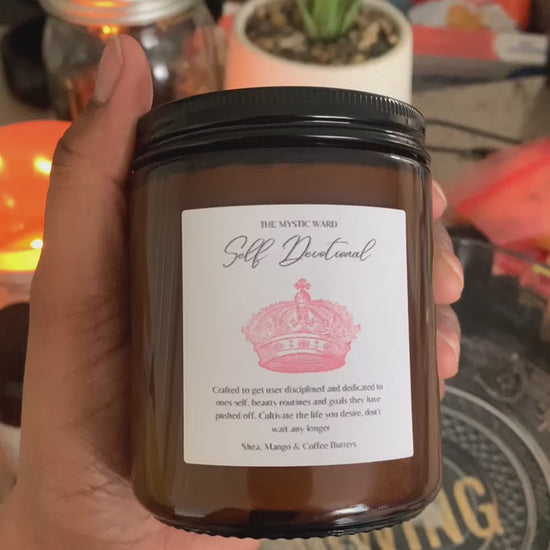 THE MYSTIC WARD
Self Devotional
Crafted to get user disciplined and dedicated to
ones self, beauty routines and goals they have
pushed off. Cultivate the life you desire, don't
wait any longer
Shea, Mango & Coffee Butters